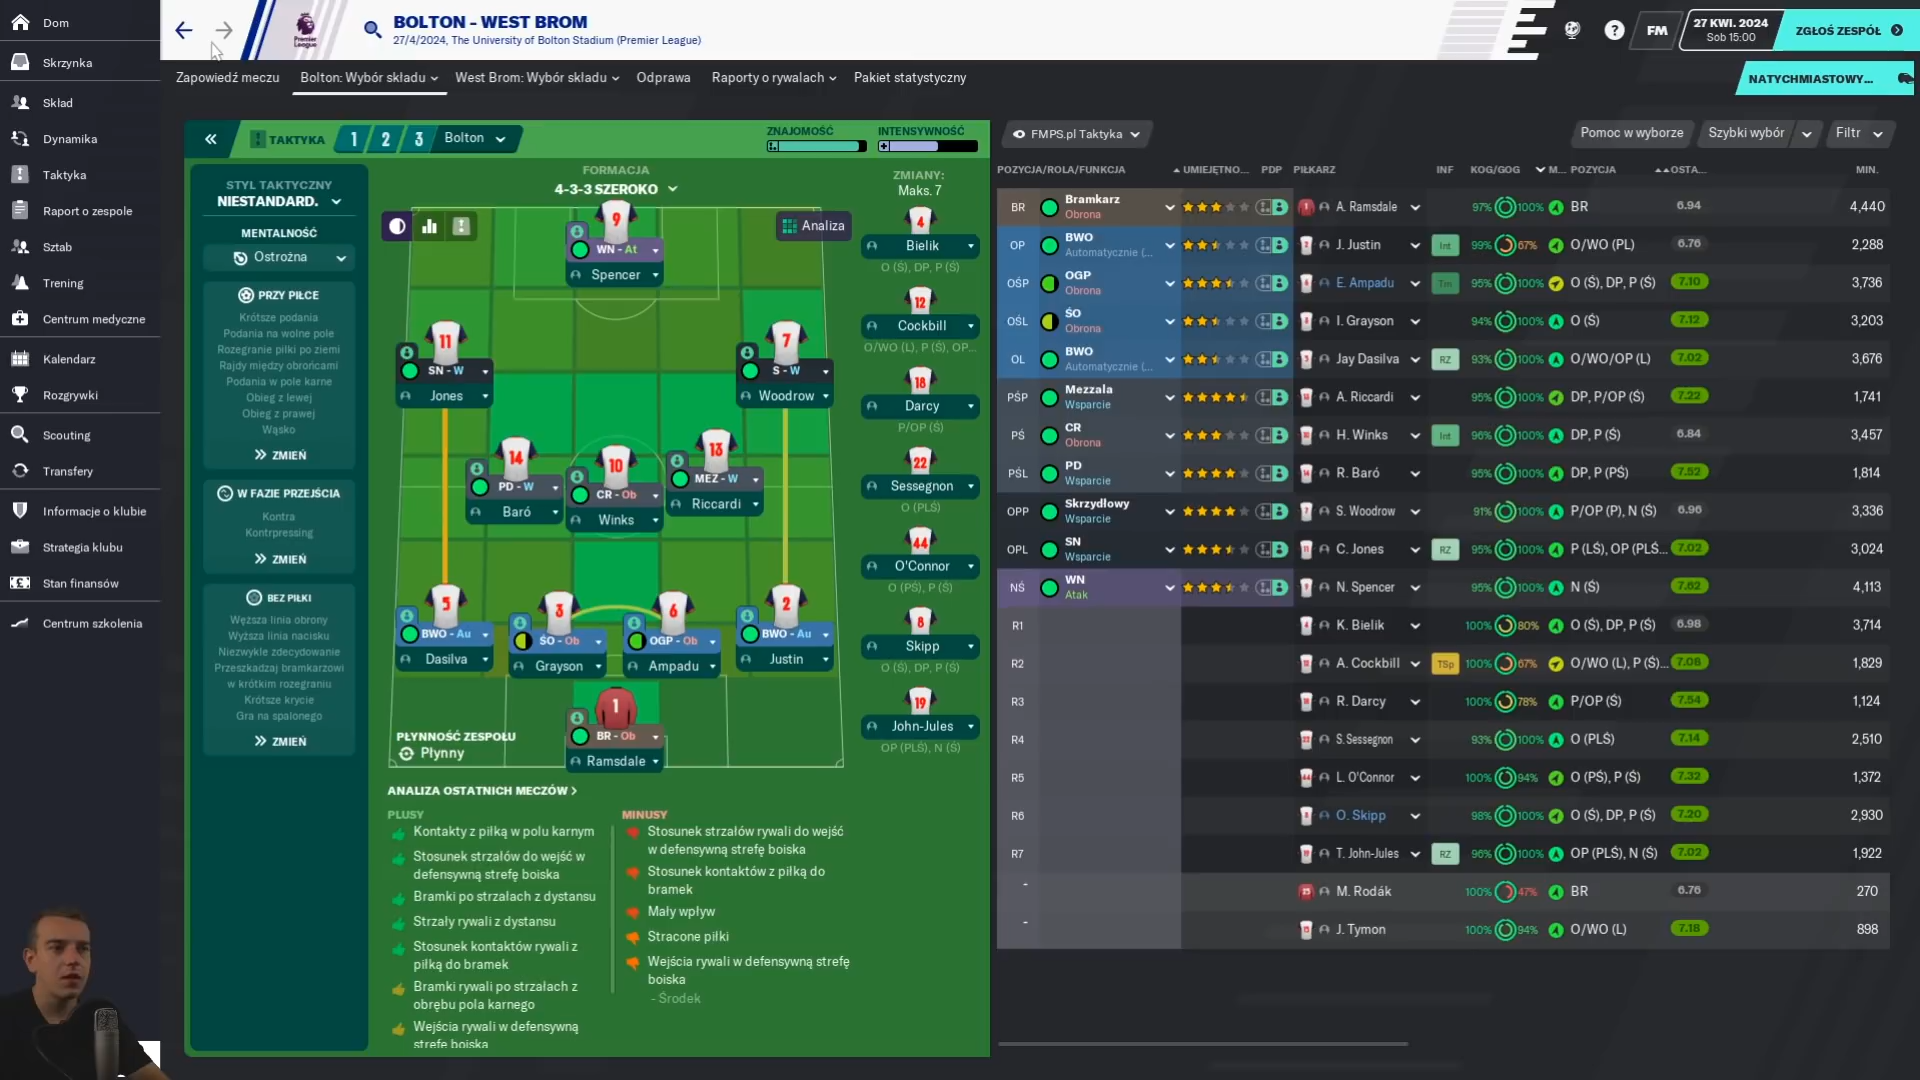 Dom
Skrzynka
Skład
Dynamika
Taktyka
Raport o zespole
Sztab
Trening
Centrum medyczne
Kalendarz
Rozgrywki
Scouting
Transfery
Informacje o klubie
Strategia klubu
Stan finansów
Centrum szkolenia
Premier League
BOLTON - WEST BROM
27/4/2024, The University of Bolton Stadium (Premier League)
FM
27 KWI. 2024
Sob 15:00
ZGŁOŚ ZESPÓŁ
Zapowiedź meczu
Bolton: Wybór składu
West Brom: Wybór składu
Odprawa
Raporty o rywalach
Pakiet statystyczny
NATYCHMIASTOWY...
TAKTYKA
1
2
3
Bolton
ZNAJOMOŚĆ
INTENSYWNOŚĆ
STYL TAKTYCZNY
NIESTANDARD.
MENTALNOŚĆ
Ostrożna
PRZY PIŁCE
Krótsze podania
Podania na wolne pole
Rozegranie piłki po ziemi
Rajdy między obrońcami
Podania w pole karne
Obieg z lewej
Obieg z prawej
Wąsko
ZMIEŃ
W FAZIE PRZEJŚCIA
Kontra
Kontrpressing
ZMIEŃ
BEZ PIŁKI
Węższa linia obrony
Wyższa linia nacisku
Niezwykle zdecydowanie
Przeszkadzaj bramkarzowi
w krótkim rozegraniu
Krótsze krycie
Gra na spalonego
ZMIEŃ
FORMACJA
4-3-3 SZEROKO
Analiza
9
WN - At
Spencer
11
SN - W
Jones
7
S - W
Woodrow
14
PD - W
Baró
10
CR - Ob
Winks
13
MEZ - W
Riccardi
5
BWO - Au
Dasilva
3
ŚO - Ob
Grayson
6
OGP - Ob
Ampadu
2
BWO - Au
Justin
1
BR - Ob
Ramsdale
PŁYNNOŚĆ ZESPOŁU
Płynny
ZMIANY:
Maks. 7
4
Bielik
O (Ś), DP, P (Ś)
12
Cockbill
O/WO (L), P (Ś), OP...
18
Darcy
P/OP (Ś)
22
Sessegnon
O (PLŚ)
44
O'Connor
O (PŚ), P (Ś)
8
Skipp
O (Ś), DP, P (Ś)
19
John-Jules
OP (PLŚ), N (Ś)
ANALIZA OSTATNICH MECZÓW
PLUSY
Kontakty z piłką w polu karnym
Stosunek strzałów do wejść w
defensywną strefę boiska
Bramki po strzałach z dystansu
Strzały rywali z dystansu
Stosunek kontaktów rywali z
piłką do bramek
Bramki rywali po strzałach z
obrębu pola karnego
Wejścia rywali w defensywną
strefę boiska
MINUSY
Stosunek strzałów rywali do wejść
w defensywną strefę boiska
Stosunek kontaktów z piłką do
bramek
Mały wpływ
Stracone piłki
Wejścia rywali w defensywną strefę
boiska
- Środek
FMPS.pl Taktyka
Pomoc w wyborze
Szybki wybór
Filtr
POZYCJA/ROLA/FUNKCJA UMIEJĘTNO... PDP PIŁKARZ INF KOG/GOG M... POZYCJA OSTA... MIN.
BR Bramkarz Obrona A. Ramsdale 97% 100% BR 6.94 4,440
OP BWO Automatycznie (... J. Justin Int 99% 67% O/WO (PL) 6.76 2,288
OŚP OGP Obrona E. Ampadu Tm 95% 100% O (Ś), DP, P (Ś) 7.10 3,736
OŚL ŚO Obrona I. Grayson 94% 100% O (Ś) 7.12 3,203
OL BWO Automatycznie (... Jay Dasilva RZ 93% 100% O/WO/OP (L) 7.02 3,676
PŚP Mezzala Wsparcie A. Riccardi 95% 100% DP, P/OP (Ś) 7.22 1,741
PŚ CR Obrona H. Winks Int 96% 100% DP, P (Ś) 6.84 3,457
PŚL PD Wsparcie R. Baró 95% 100% DP, P (PŚ) 7.52 1,814
OPP Skrzydłowy Wsparcie S. Woodrow 91% 100% P/OP (P), N (Ś) 6.96 3,336
OPL SN Wsparcie C. Jones RZ 95% 100% P (LŚ), OP (PLŚ... 7.02 3,024
NŚ WN Atak N. Spencer 95% 100% N (Ś) 7.62 4,113
R1 K. Bielik 100% 80% O (Ś), DP, P (Ś) 6.98 3,714
R2 A. Cockbill TSp 100% 67% O/WO (L), P (Ś)... 7.08 1,829
R3 R. Darcy 100% 78% P/OP (Ś) 7.54 1,124
R4 S. Sessegnon 93% 100% O (PLŚ) 7.14 2,510
R5 L. O'Connor 100% 94% O (PŚ), P (Ś) 7.32 1,372
R6 O. Skipp 98% 100% O (Ś), DP, P (Ś) 7.20 2,930
R7 T. John-Jules RZ 96% 100% OP (PLŚ), N (Ś) 7.02 1,922
- M. Rodák 100% 47% BR 6.76 270
- J. Tymon 100% 94% O/WO (L) 7.18 898